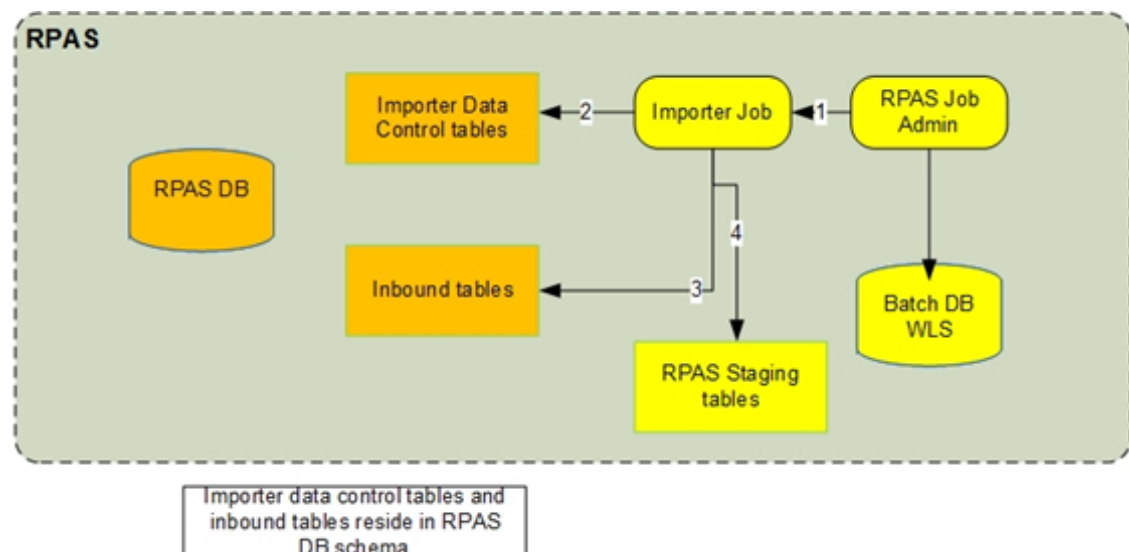 RPAS
Importer Data
Control tables
2
Importer Job
1
RPAS Job
Admin
RPAS DB
4
Inbound tables
3
Batch DB
WLS
RPAS Staging
tables
Importer data control tables and
inbound tables reside in RPAS
DB schema